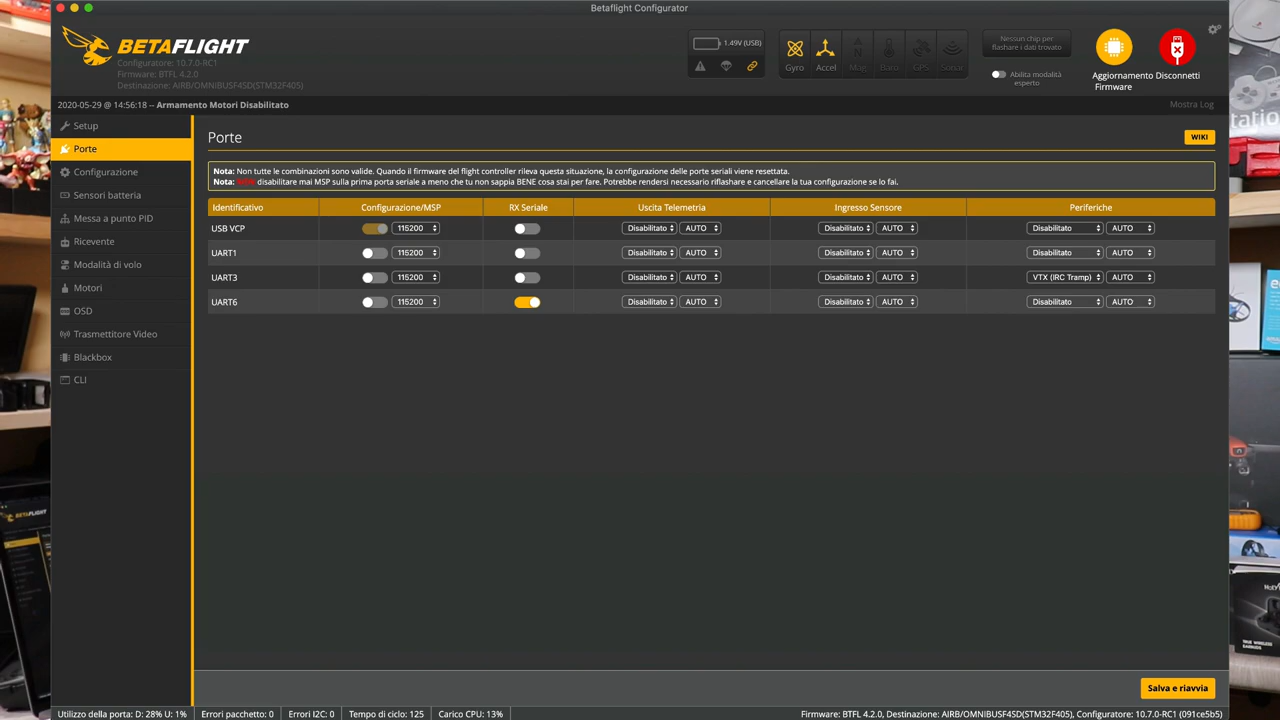 Betaflight Configurator
BETAFLIGHT
Configuratore: 10.7.0-RC1
Firmware: BTFL 4.2.0
Destinazione: AIRB/OMNIBUSF4SD(STM32F405)
1.49V (USB)
Gyro
Accel
Mag
Baro
GPS
Sonar
Nessun chip per
flashare i dati trovato
Abilita modalità
esperto
Aggiornamento
Firmware
Disconnetti
2020-05-29 @ 14:56:18 -- Armamento Motori Disabilitato
Mostra Log
Setup
Porte
Configurazione
Sensori batteria
Messa a punto PID
Ricevente
Modalità di volo
Motori
OSD
Trasmettitore Video
Blackbox
CLI
Porte
WIKI
Nota: Non tutte le combinazioni sono valide. Quando il firmware del flight controller rileva questa situazione, la configurazione delle porte seriali viene resettata.
Nota: disabilitare mai MSP sulla prima porta seriale a meno che tu non sappia BENE cosa stai per fare. Potrebbe rendersi necessario riflashare e cancellare la tua configurazione se lo fai.
Identificativo Configurazione/MSP RX Seriale Uscita Telemetria Ingresso Sensore Periferiche
USB VCP 115200 Disabilitato AUTO Disabilitato AUTO Disabilitato AUTO
UART1 115200 Disabilitato AUTO Disabilitato AUTO Disabilitato AUTO
UART3 115200 Disabilitato AUTO Disabilitato AUTO VTX (IRC Tramp) AUTO
UART6 115200 Disabilitato AUTO Disabilitato AUTO Disabilitato AUTO
Salva e riavvia
Utilizzo della porta: D: 28% U: 1% Errori pacchetto: 0 Errori I2C: 0 Tempo di ciclo: 125 Carico CPU: 13% Firmware: BTFL 4.2.0, Destinazione: AIRB/OMNIBUSF4SD, Configuratore: 10.7.0-RC1 (091ce5b5)